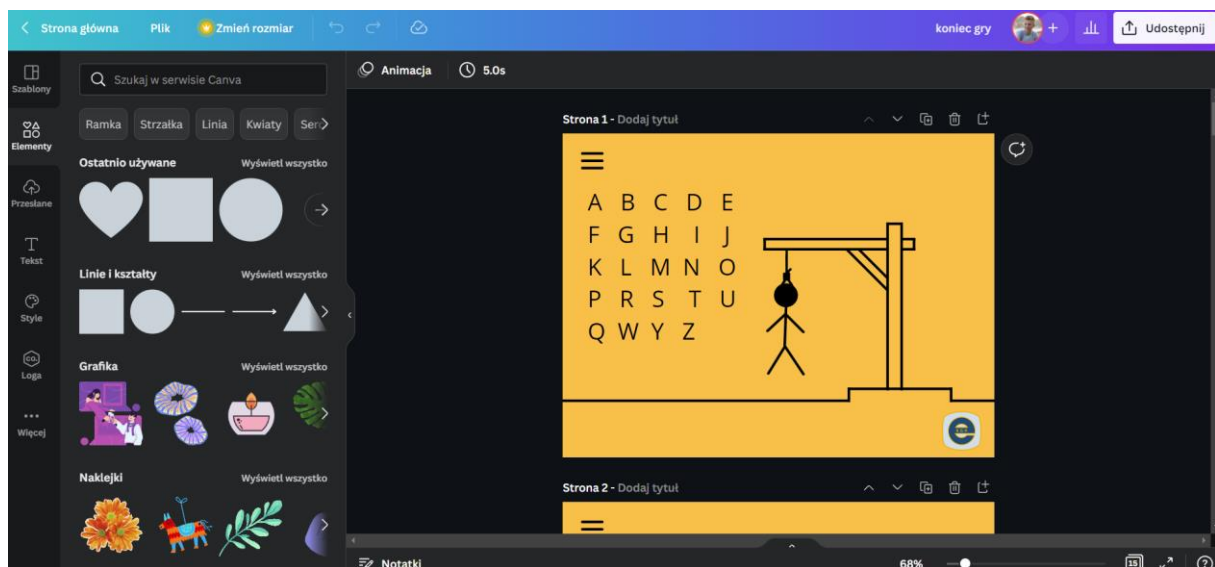 Strona główna Plik Zmień rozmiar koniec gry Udostępnij
Szablony
Elementy
Przesłane
Tekst
Style
Loga
Więcej
Szukaj w serwisie Canva
Ramka Strzałka Linia Kwiaty
Ostatnio używane Wyświetl wszystko
Linie i kształty Wyświetl wszystko
Grafika Wyświetl wszystko
Naklejki Wyświetl wszystko
Animacja 5.0s
Strona 1 - Dodaj tytuł
A B C D E
F G H I J
K L M N O
P R S T U
Q W Y Z
Strona 2 - Dodaj tytuł
Notatki 68% 15